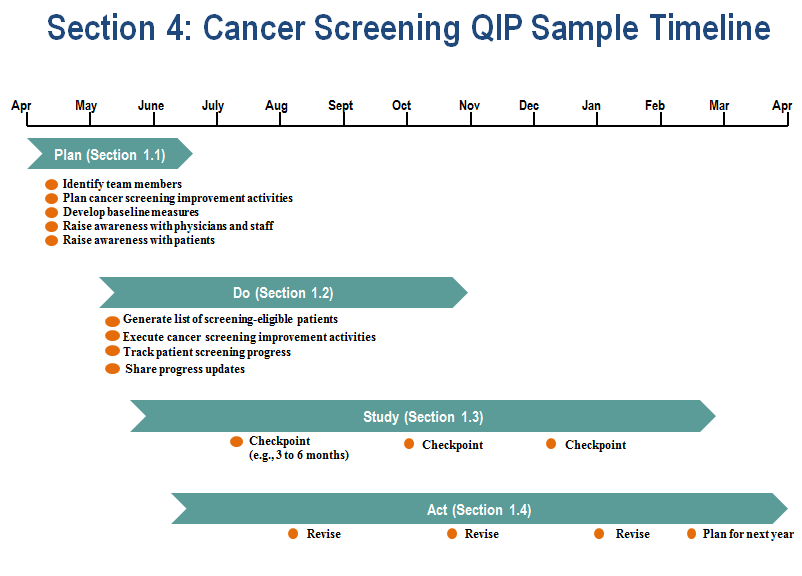 Section 4: Cancer Screening QIP Sample Timeline
Apr May June July Aug Sept Oct Nov Dec Jan Feb Mar Apr
Plan (Section 1.1)
Identify team members
Plan cancer screening improvement activities
Develop baseline measures
Raise awareness with physicians and staff
Raise awareness with patients
Do (Section 1.2)
Generate list of screening-eligible patients
Execute cancer screening improvement activities
Track patient screening progress
Share progress updates
Study (Section 1.3)
Checkpoint
(e.g., 3 to 6 months)
Checkpoint
Checkpoint
Act (Section 1.4)
Revise
Revise
Revise
Plan for next year